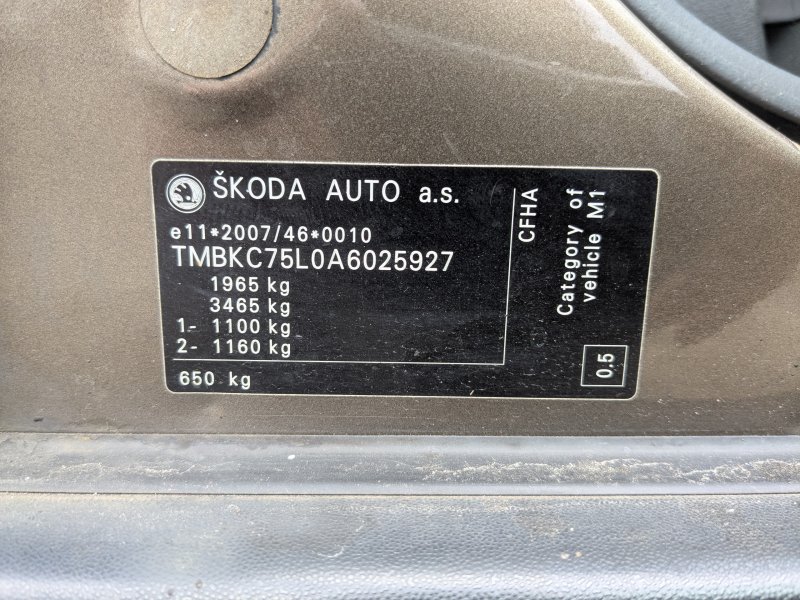 ŠKODA AUTO a.s.
e11*2007/46*0010
TMBKC75L0A6025927
1965 kg
3465 kg
1- 1100 kg
2- 1160 kg
650 kg
CFHA
Category of
vehicle M1
0.5